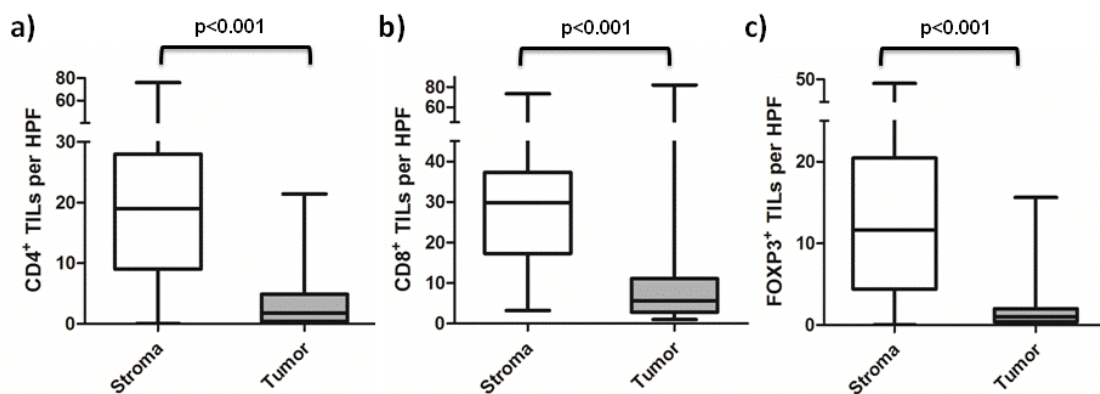 a)
p<0.001
CD4+ TILs per HPF
80
60
30
20
10
0
Stroma
Tumor
b)
p<0.001
CD8+ TILs per HPF
80
60
40
30
20
10
0
Stroma
Tumor
c)
p<0.001
FOXP3+ TILs per HPF
50
20
10
0
Stroma
Tumor